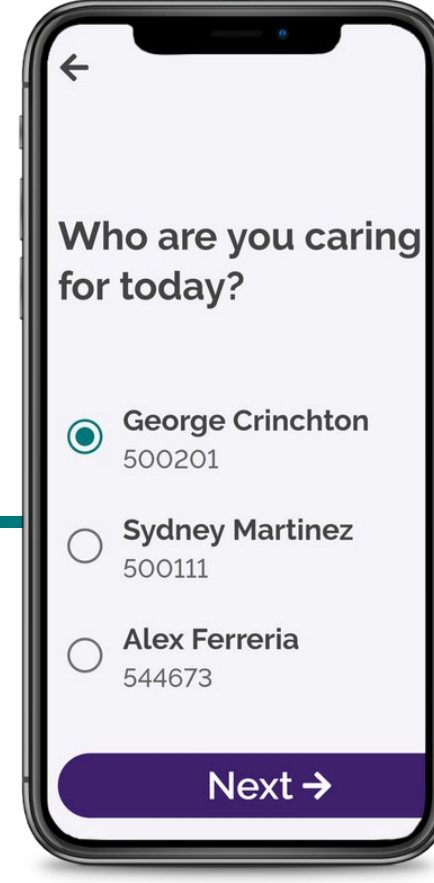 Who are you caring
for today?
George Crinchton
500201
Sydney Martinez
500111
Alex Ferreria
544673
Next →